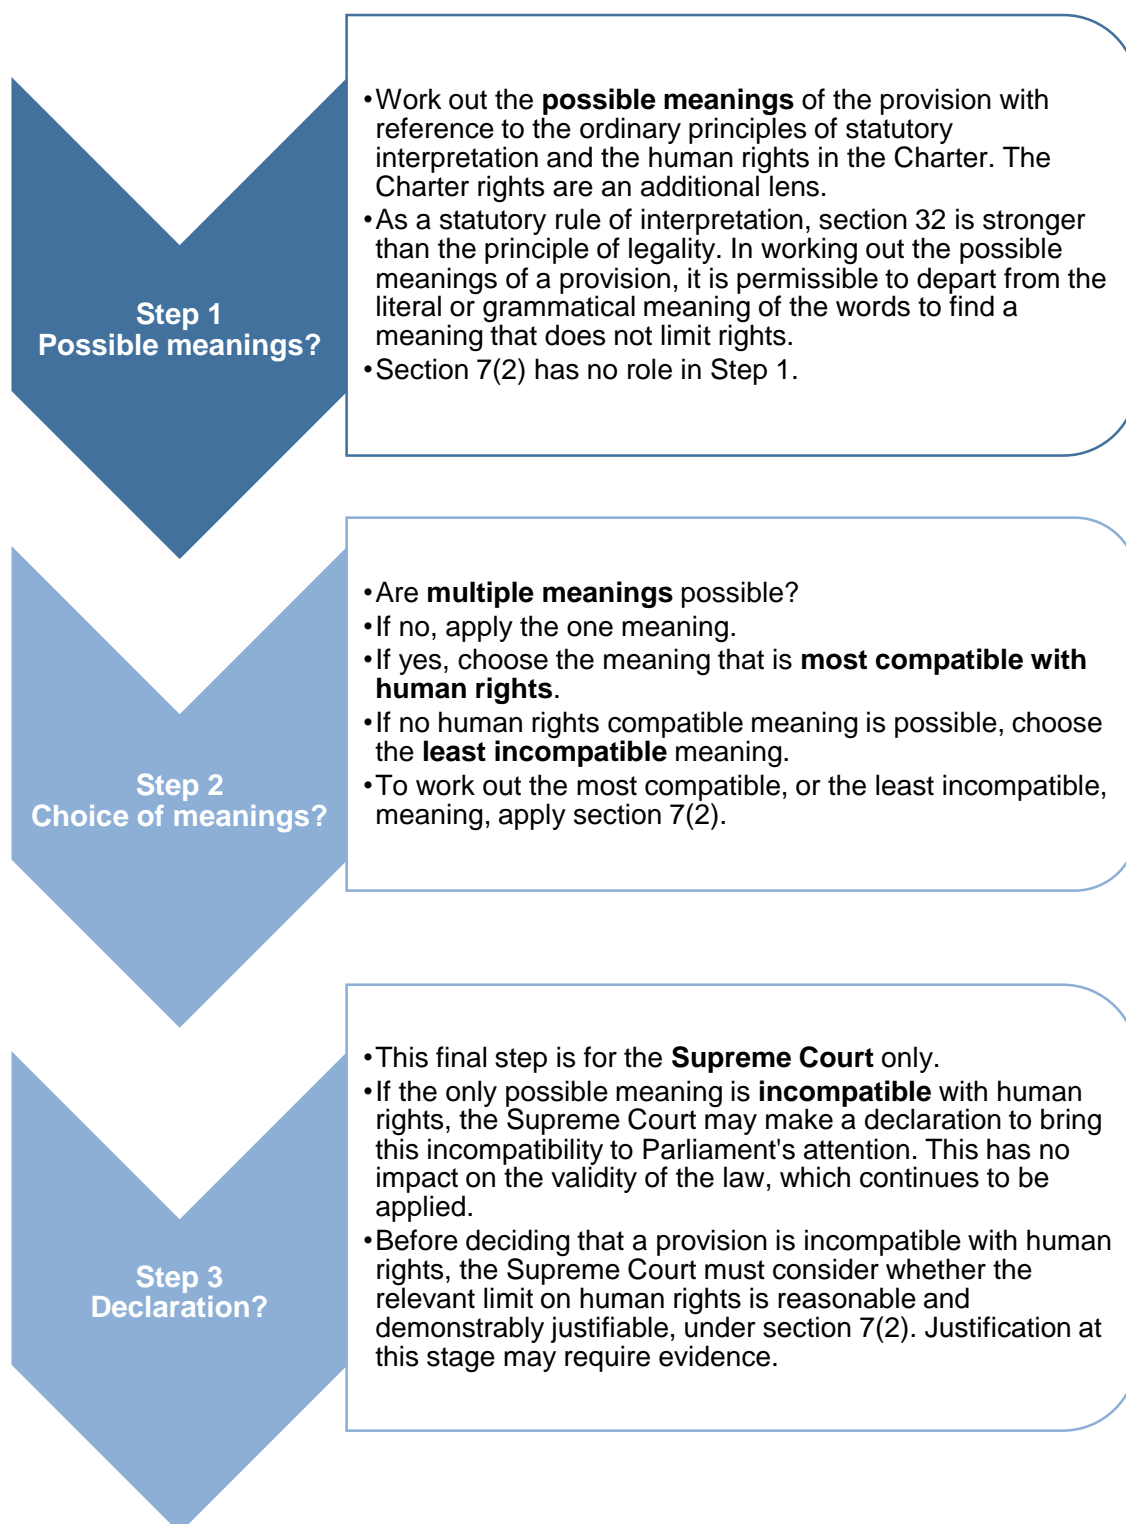 Step 1
Possible meanings?
•Work out the possible meanings of the provision with
reference to the ordinary principles of statutory
interpretation and the human rights in the Charter. The
Charter rights are an additional lens.
•As a statutory rule of interpretation, section 32 is stronger
than the principle of legality. In working out the possible
meanings of a provision, it is permissible to depart from the
literal or grammatical meaning of the words to find a
meaning that does not limit rights.
•Section 7(2) has no role in Step 1.
Step 2
Choice of meanings?
•Are multiple meanings possible?
•If no, apply the one meaning.
•If yes, choose the meaning that is most compatible with
human rights.
•If no human rights compatible meaning is possible, choose
the least incompatible meaning.
•To work out the most compatible, or the least incompatible,
meaning, apply section 7(2).
Step 3
Declaration?
•This final step is for the Supreme Court only.
•If the only possible meaning is incompatible with human
rights, the Supreme Court may make a declaration to bring
this incompatibility to Parliament's attention. This has no
impact on the validity of the law, which continues to be
applied.
•Before deciding that a provision is incompatible with human
rights, the Supreme Court must consider whether the
relevant limit on human rights is reasonable and
demonstrably justifiable, under section 7(2). Justification at
this stage may require evidence.